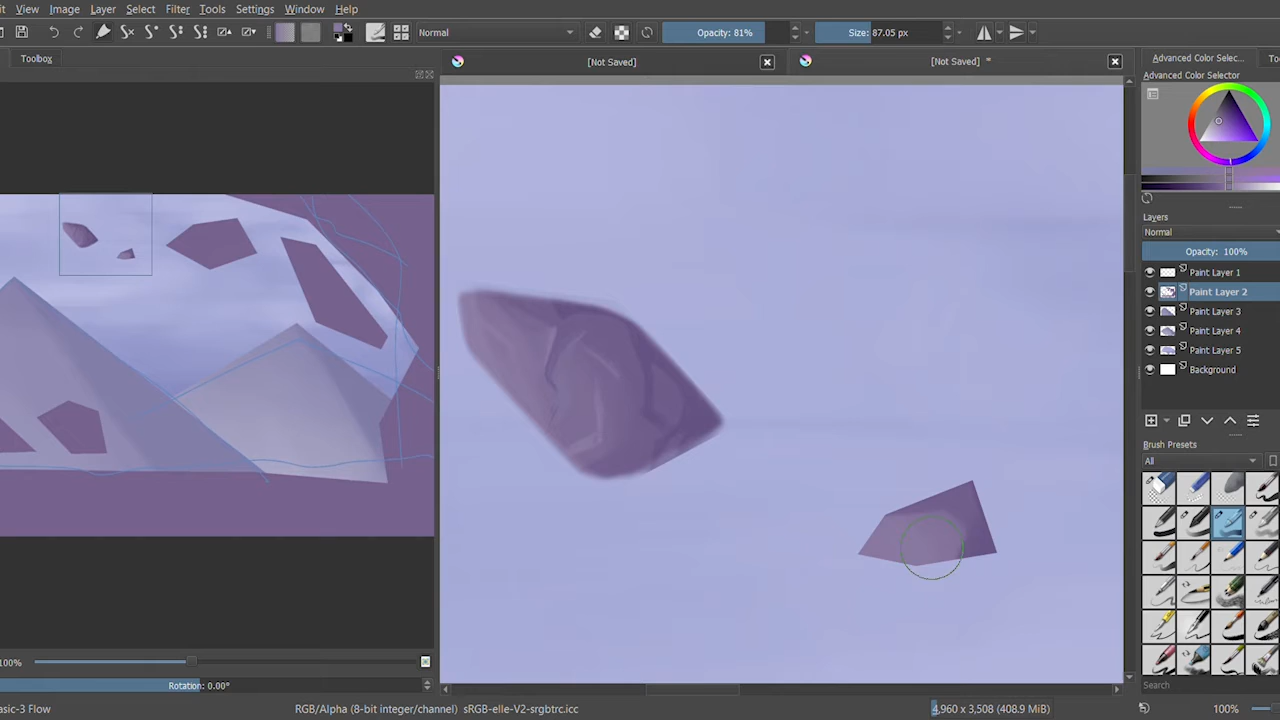 it View Image Layer Select Filter Tools Settings Window Help
Normal Opacity: 81% Size: 87.05 px
Toolbox
[Not Saved]
[Not Saved] *
Advanced Color Selec... To
Advanced Color Selector
Layers
Normal
Opacity: 100%
Paint Layer 1
Paint Layer 2
Paint Layer 3
Paint Layer 4
Paint Layer 5
Background
Brush Presets
All
Search
100%
Rotation: 0.00°
asic-3 Flow RGB/Alpha (8-bit integer/channel) sRGB-elle-V2-srgbtrc.icc 4,960 x 3,508 (408.9 MiB) 100%